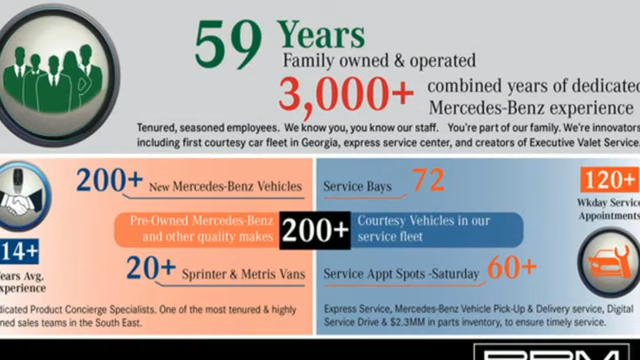 59 Years
Family owned & operated
3,000+ combined years of dedicated
Mercedes-Benz experience
Tenured, seasoned employees. We know you, you know our staff. You're part of our family. We're innovators
including first courtesy car fleet in Georgia, express service center, and creators of Executive Valet Service.
200+ New Mercedes-Benz Vehicles
Service Bays 72
120+
Wkday Service
Appointments
Pre-Owned Mercedes-Benz
and other quality makes
200+
Courtesy Vehicles in our
service fleet
14+
Years Avg.
Experience
20+ Sprinter & Metris Vans
Service Appt Spots -Saturday 60+
dicated Product Concierge Specialists. One of the most tenured & highly
ned sales teams in the South East.
Express Service, Mercedes-Benz Vehicle Pick-Up & Delivery service, Digital
Service Drive & $2.3MM in parts inventory, to ensure timely service.